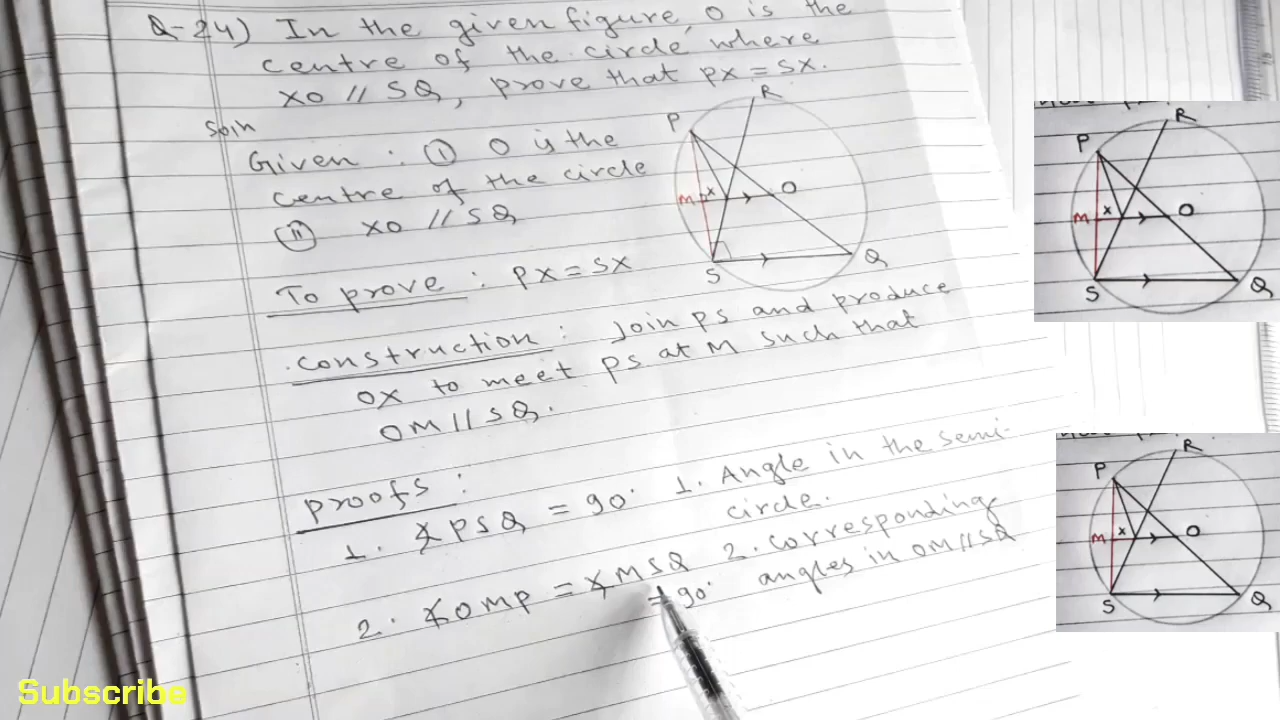 Q-24) In the given figure, O is the
centre of the circle where
XO // SQ, prove that PX = SX.
Soln
Given : (i) O is the
centre of the circle
(ii) XO // SQ
To prove : PX = SX
Construction : Join PS and produce
OX to meet PS at M such that
OM // SQ.
Proofs :
1. ∢PSQ = 90° 1. Angle in the semi-
circle.
2. ∢OMP = ∢MSQ 2. Corresponding
= 90° angles in OM // SQ
P
R
M
X
O
S
Q
P
R
M
X
O
S
Q
P
R
M
X
O
S
Q
Subscribe